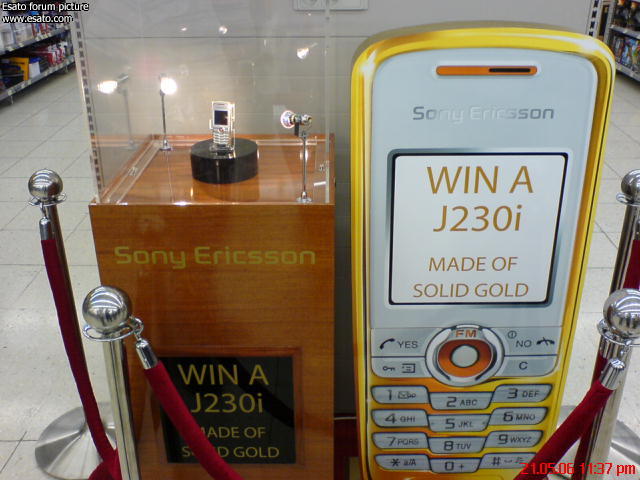 Esato forum picture
www.esato.com
Sony Ericsson
WIN A
J230i
MADE OF
SOLID GOLD
Sony Ericsson
WIN A
J230i
MADE OF
SOLID GOLD
YES
FM
NO
C
1
2 ABC
3 DEF
4 GHI
5 JKL
6 MNO
7 PQRS
8 TUV
9 WXYZ
* a/A
0 +
#
21.05.06 11:37 pm